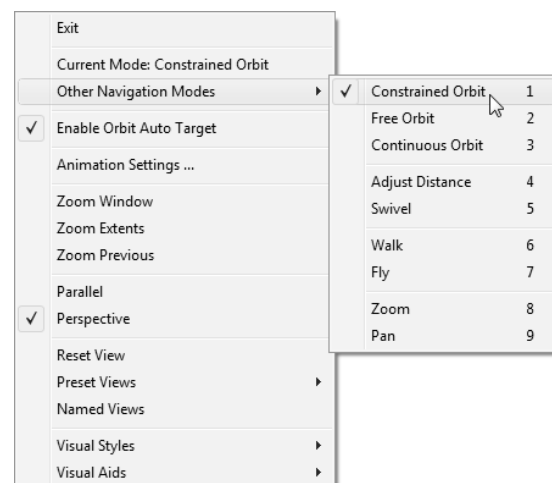 Exit
Current Mode: Constrained Orbit
Other Navigation Modes
Enable Orbit Auto Target
Animation Settings ...
Zoom Window
Zoom Extents
Zoom Previous
Parallel
Perspective
Reset View
Preset Views
Named Views
Visual Styles
Visual Aids
Constrained Orbit 1
Free Orbit 2
Continuous Orbit 3
Adjust Distance 4
Swivel 5
Walk 6
Fly 7
Zoom 8
Pan 9